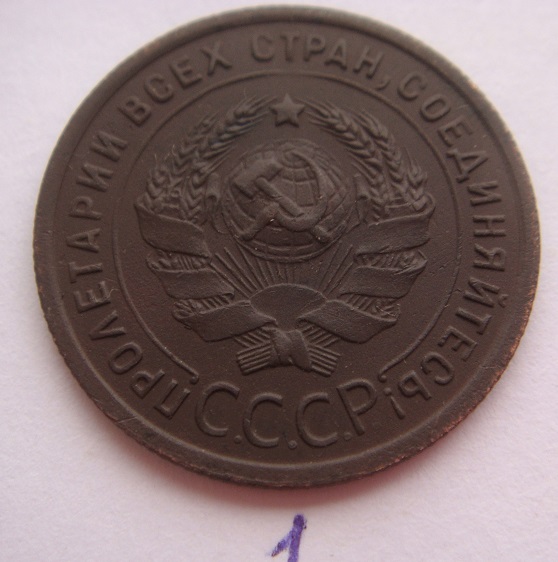 ПРОЛЕТАРИИ ВСЕХ СТРАН, СОЕДИНЯЙТЕСЬ!
С.С.С.Р.
1